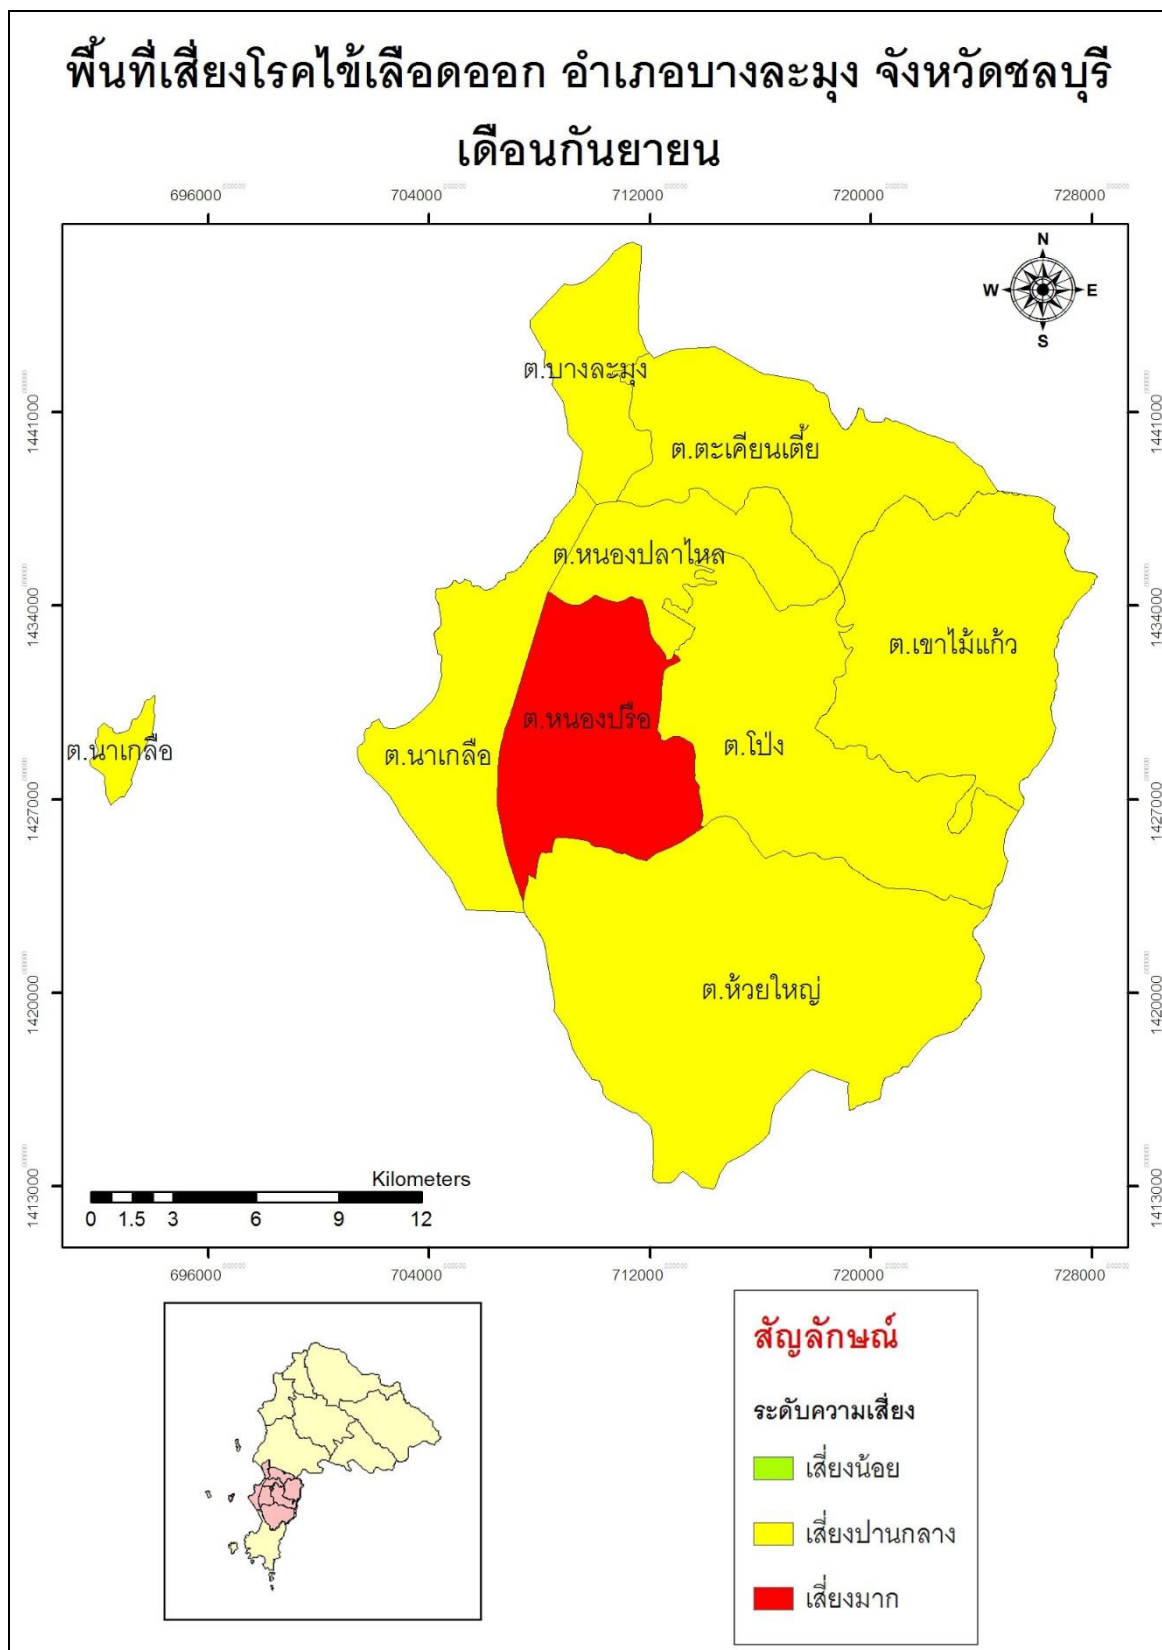 พื้นที่เสี่ยงโรคไข้เลือดออก อำเภอบางละมุง จังหวัดชลบุรี
เดือนกันยายน
696000 704000 712000 720000 728000
N
W E
S
ต.บางละมุง
1441000 1441000
ต.ตะเคียนเตี้ย
ต.หนองปลาไหล
1434000 1434000
ต.เขาไม้แก้ว
ต.หนองปรือ
ต.นาเกลือ ต.นาเกลือ ต.โป่ง
1427000 1427000
ต.ห้วยใหญ่
1420000 1420000
Kilometers
1413000 1413000
0 1.5 3 6 9 12
696000 704000 712000 720000 728000
สัญลักษณ์
ระดับความเสี่ยง
เสี่ยงน้อย
เสี่ยงปานกลาง
เสี่ยงมาก